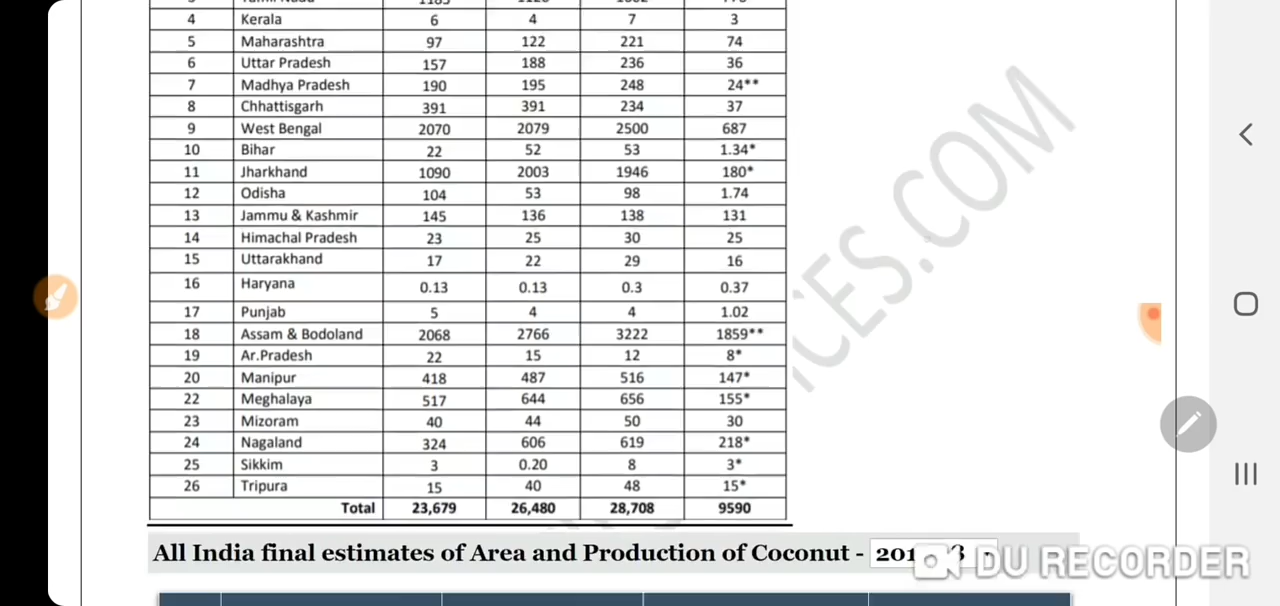 4 Kerala 6 4 7 3
5 Maharashtra 97 122 221 74
6 Uttar Pradesh 157 188 236 36
7 Madhya Pradesh 190 195 248 24**
8 Chhattisgarh 391 391 234 37
9 West Bengal 2070 2079 2500 687
10 Bihar 22 52 53 1.34*
11 Jharkhand 1090 2003 1946 180*
12 Odisha 104 53 98 1.74
13 Jammu & Kashmir 145 136 138 131
14 Himachal Pradesh 23 25 30 25
15 Uttarakhand 17 22 29 16
16 Haryana 0.13 0.13 0.3 0.37
17 Punjab 5 4 4 1.02
18 Assam & Bodoland 2068 2766 3222 1859**
19 Ar.Pradesh 22 15 12 8*
20 Manipur 418 487 516 147*
22 Meghalaya 517 644 656 155*
23 Mizoram 40 44 50 30
24 Nagaland 324 606 619 218*
25 Sikkim 3 0.20 8 3*
26 Tripura 15 40 48 15*
Total 23,679 26,480 28,708 9590
All India final estimates of Area and Production of Coconut -
DU RECORDER